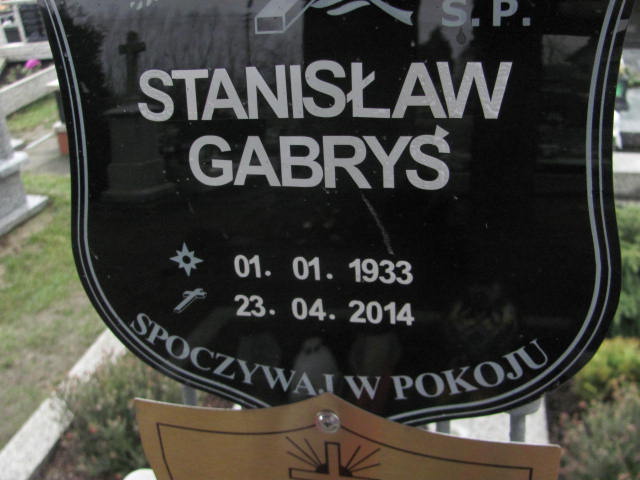 Ś. P.
STANISŁAW
GABRYŚ
01. 01. 1933
23. 04. 2014
SPOCZYWAJ W POKOJU